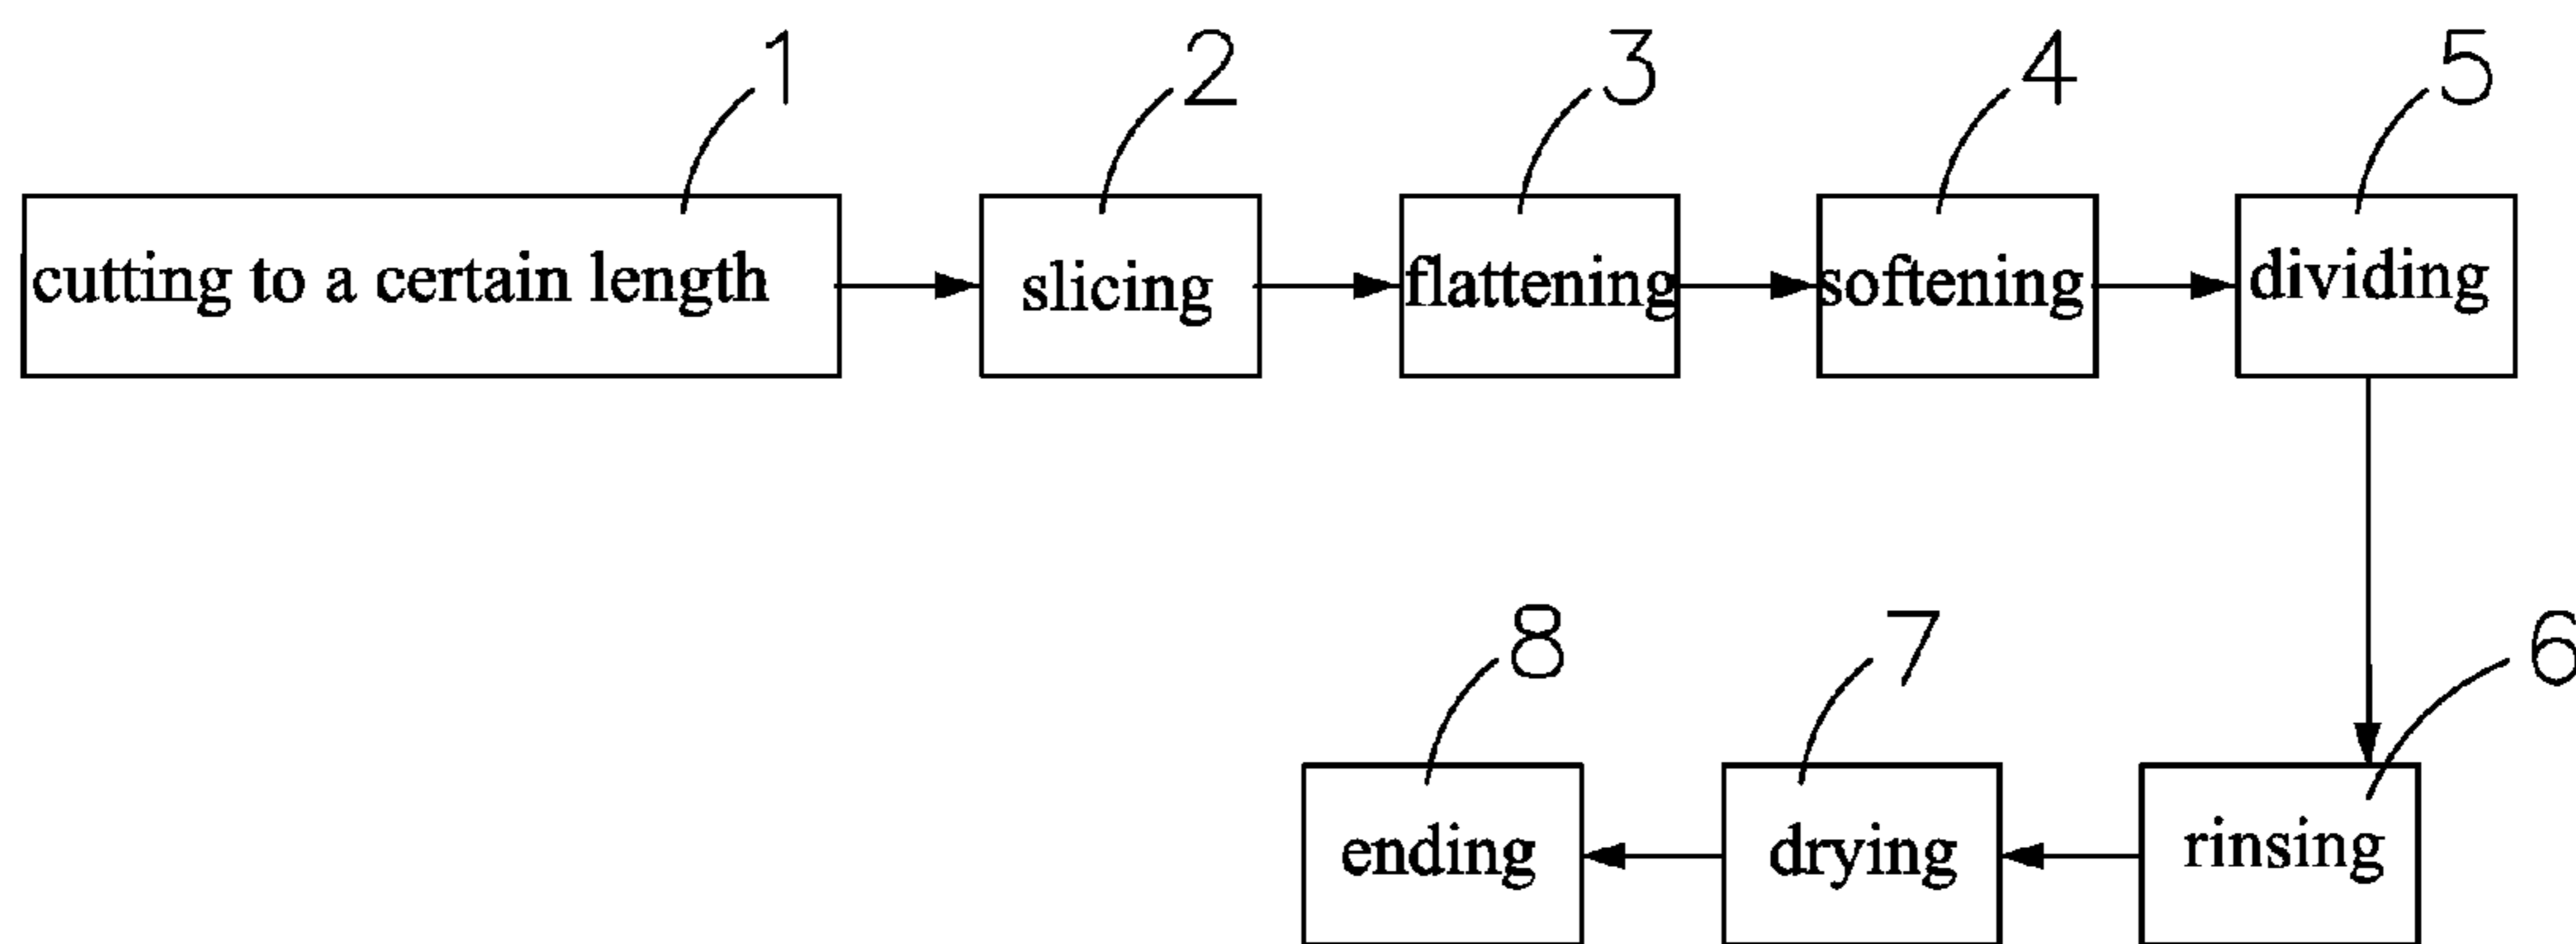 1 2 3 4 5
cutting to a certain length slicing flattening softening dividing
8 7 6
ending drying rinsing